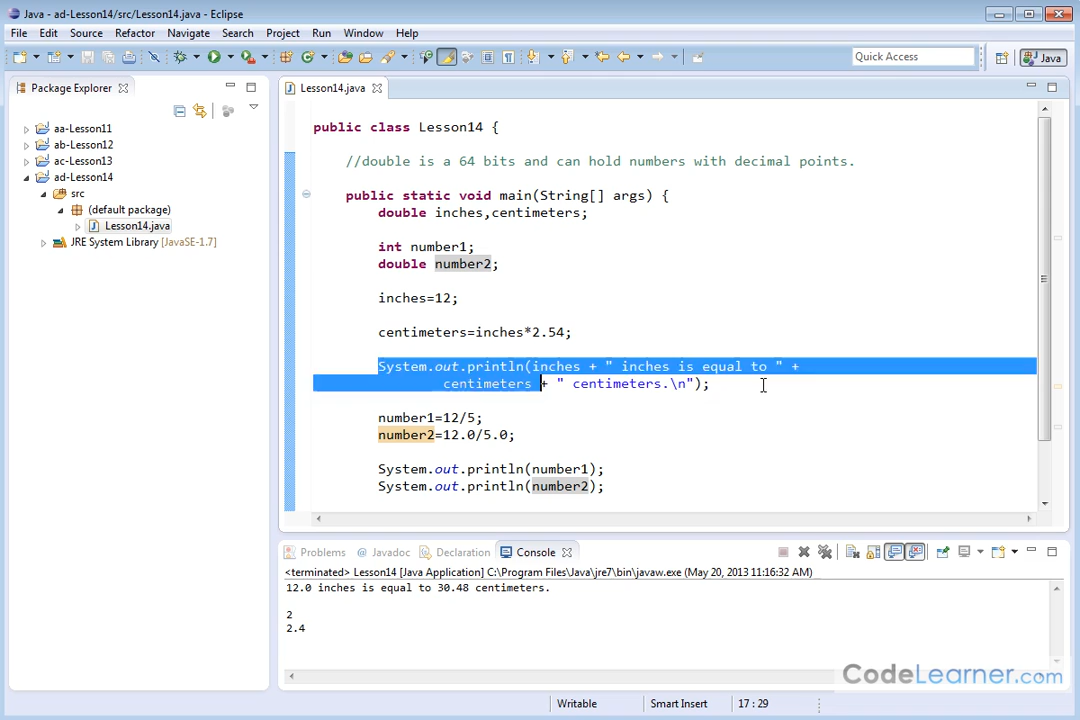 Java - ad-Lesson14/src/Lesson14.java - Eclipse
File Edit Source Refactor Navigate Search Project Run Window Help
Quick Access
Java
Package Explorer
aa-Lesson11
ab-Lesson12
ac-Lesson13
ad-Lesson14
src
(default package)
Lesson14.java
JRE System Library [JavaSE-1.7]
Lesson14.java
public class Lesson14 {
//double is a 64 bits and can hold numbers with decimal points.
public static void main(String[] args) {
double inches,centimeters;
int number1;
double number2;
inches=12;
centimeters=inches*2.54;
System.out.println(inches + " inches is equal to " +
centimeters + " centimeters.\n");
number1=12/5;
number2=12.0/5.0;
System.out.println(number1);
System.out.println(number2);
Problems @ Javadoc Declaration Console
<terminated> Lesson14 [Java Application] C:\Program Files\Java\jre7\bin\javaw.exe (May 20, 2013 11:16:32 AM)
12.0 inches is equal to 30.48 centimeters.
2
2.4
CodeLearner.com
Writable Smart Insert 17 : 29